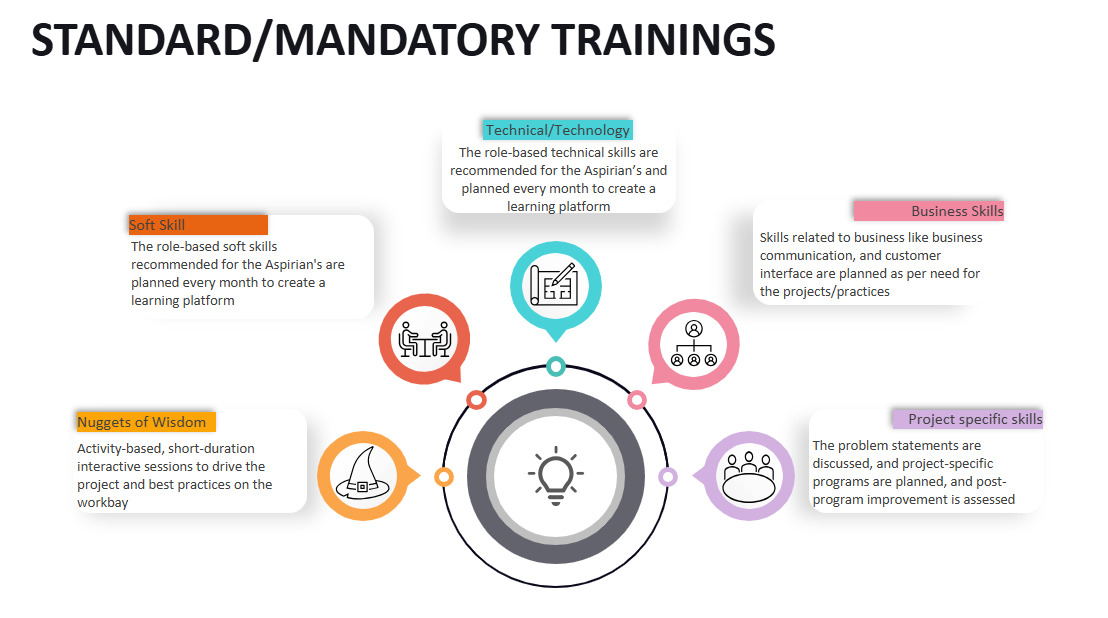 STANDARD/MANDATORY TRAININGS
Technical/Technology
The role-based technical skills are
recommended for the Aspirian’s and
planned every month to create a
learning platform
Soft Skill
The role-based soft skills
recommended for the Aspirian's are
planned every month to create a
learning platform
Business Skills
Skills related to business like business
communication, and customer
interface are planned as per need for
the projects/practices
Nuggets of Wisdom
Activity-based, short-duration
interactive sessions to drive the
project and best practices on the
workbay
Project specific skills
The problem statements are
discussed, and project-specific
programs are planned, and post-
program improvement is assessed